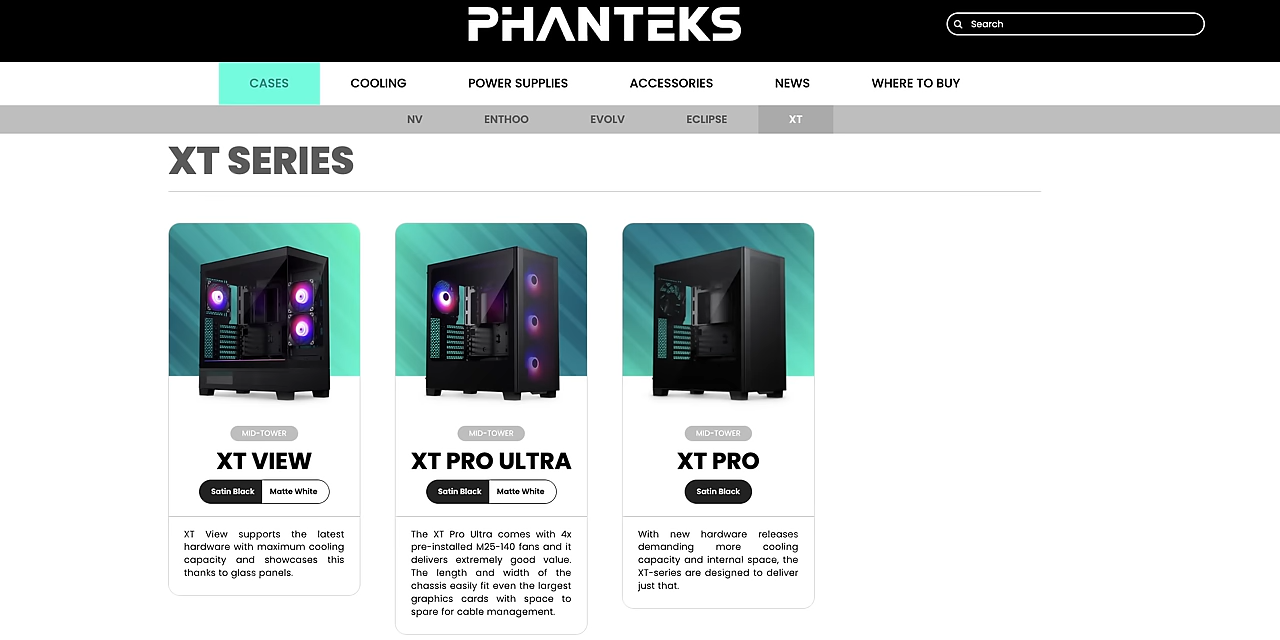 PHANTEKS
Search
CASES COOLING POWER SUPPLIES ACCESSORIES NEWS WHERE TO BUY
NV ENTHOO EVOLV ECLIPSE XT
XT SERIES
MID-TOWER
XT VIEW
Satin Black Matte White
XT View supports the latest
hardware with maximum cooling
capacity and showcases this
thanks to glass panels.
MID-TOWER
XT PRO ULTRA
Satin Black Matte White
The XT Pro Ultra comes with 4x
pre-installed M25-140 fans and it
delivers extremely good value.
The length and width of the
chassis easily fit even the largest
graphics cards with space to
spare for cable management.
MID-TOWER
XT PRO
Satin Black
With new hardware releases
demanding more cooling
capacity and internal space, the
XT-series are designed to deliver
just that.